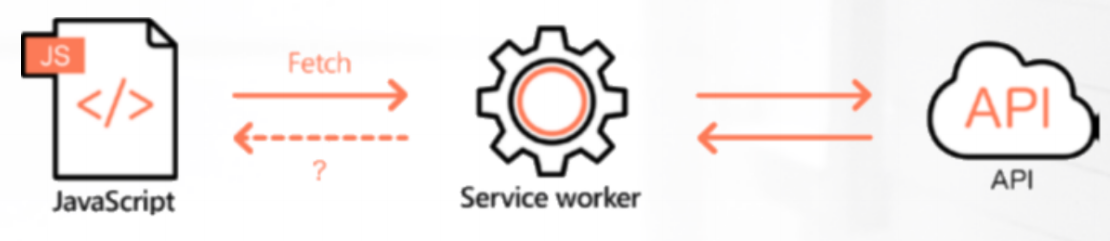 JS
</>
JavaScript
Fetch
?
Service worker
API
API